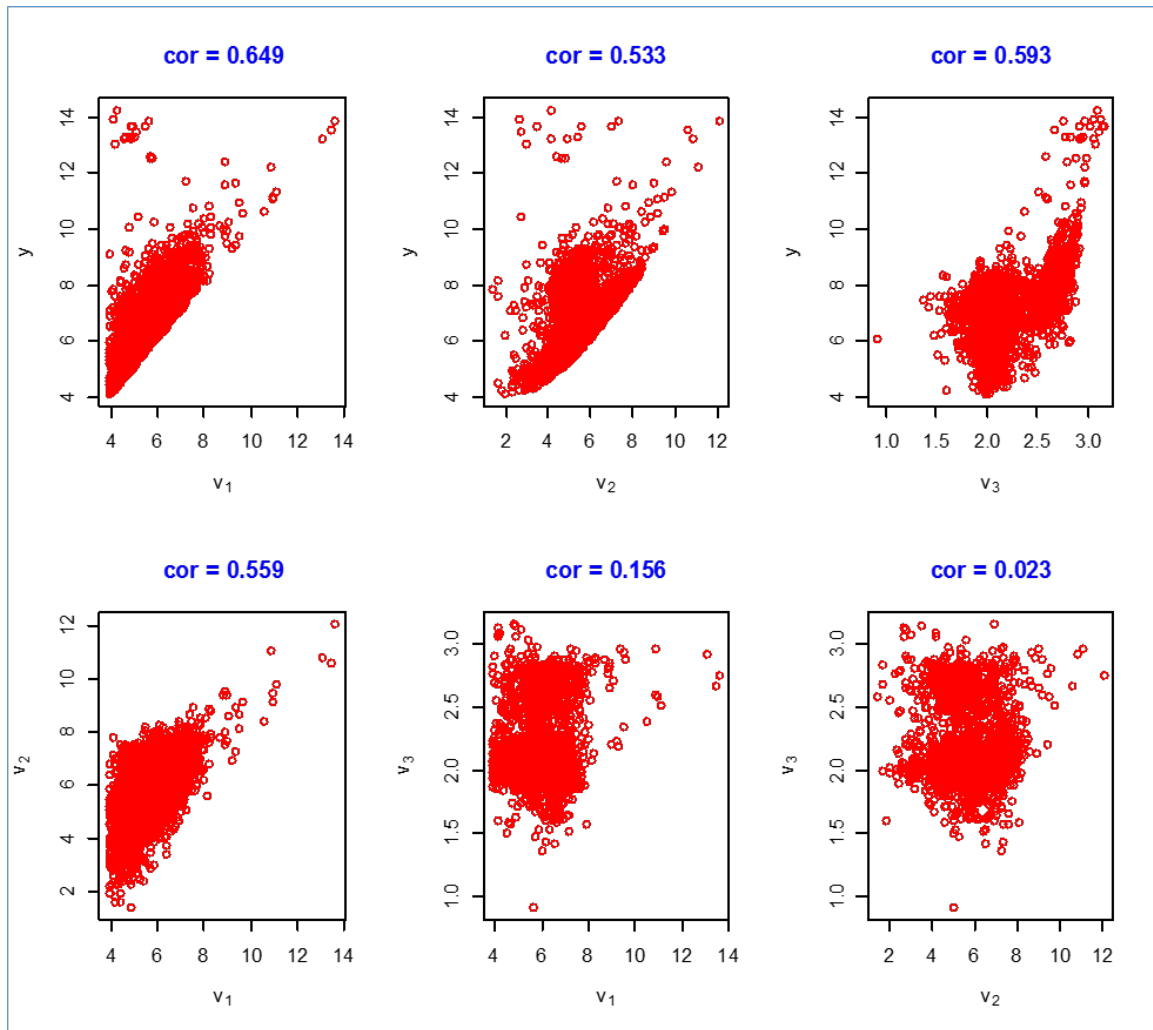 cor = 0.649
cor = 0.533
cor = 0.593
y
4 6 8 10 12 14
4 6 8 10 12 14
v1
y
4 6 8 10 12 14
2 4 6 8 10 12
v2
y
4 6 8 10 12 14
1.0 1.5 2.0 2.5 3.0
v3
cor = 0.559
cor = 0.156
cor = 0.023
v2
2 4 6 8 10 12
4 6 8 10 12 14
v1
v3
1.0 1.5 2.0 2.5 3.0
4 6 8 10 12 14
v1
v3
1.0 1.5 2.0 2.5 3.0
2 4 6 8 10 12
v2